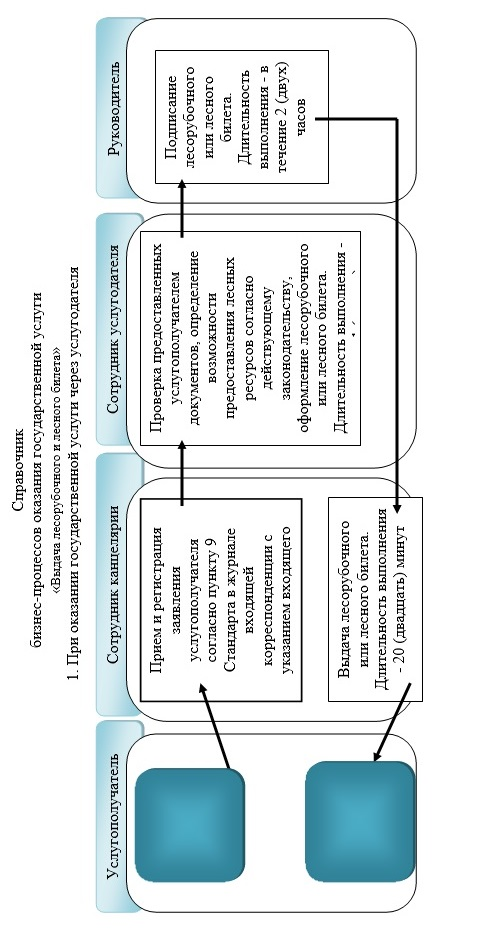 Справочник
бизнес-процессов оказания государственной услуги
«Выдача лесорубочного и лесного билета»
1. При оказании государственной услуги через услугодателя
Услугополучатель
Сотрудник канцелярии
Сотрудник услугодателя
Руководитель
Прием и регистрация
заявления
услугополучателя
согласно пункту 9
Стандарта в журнале
входящей
корреспонденции с
указанием входящего
Проверка предоставленных
услугополучателем
документов, определение
возможности
предоставления лесных
ресурсов согласно
действующему
законодательству,
оформление лесорубочного
или лесного билета.
Длительность выполнения -
Подписание
лесорубочного
или лесного
билета.
Длительность
выполнения - в
течение 2 (двух)
часов
Выдача лесорубочного
или лесного билета.
Длительность выполнения
- 20 (двадцать) минут